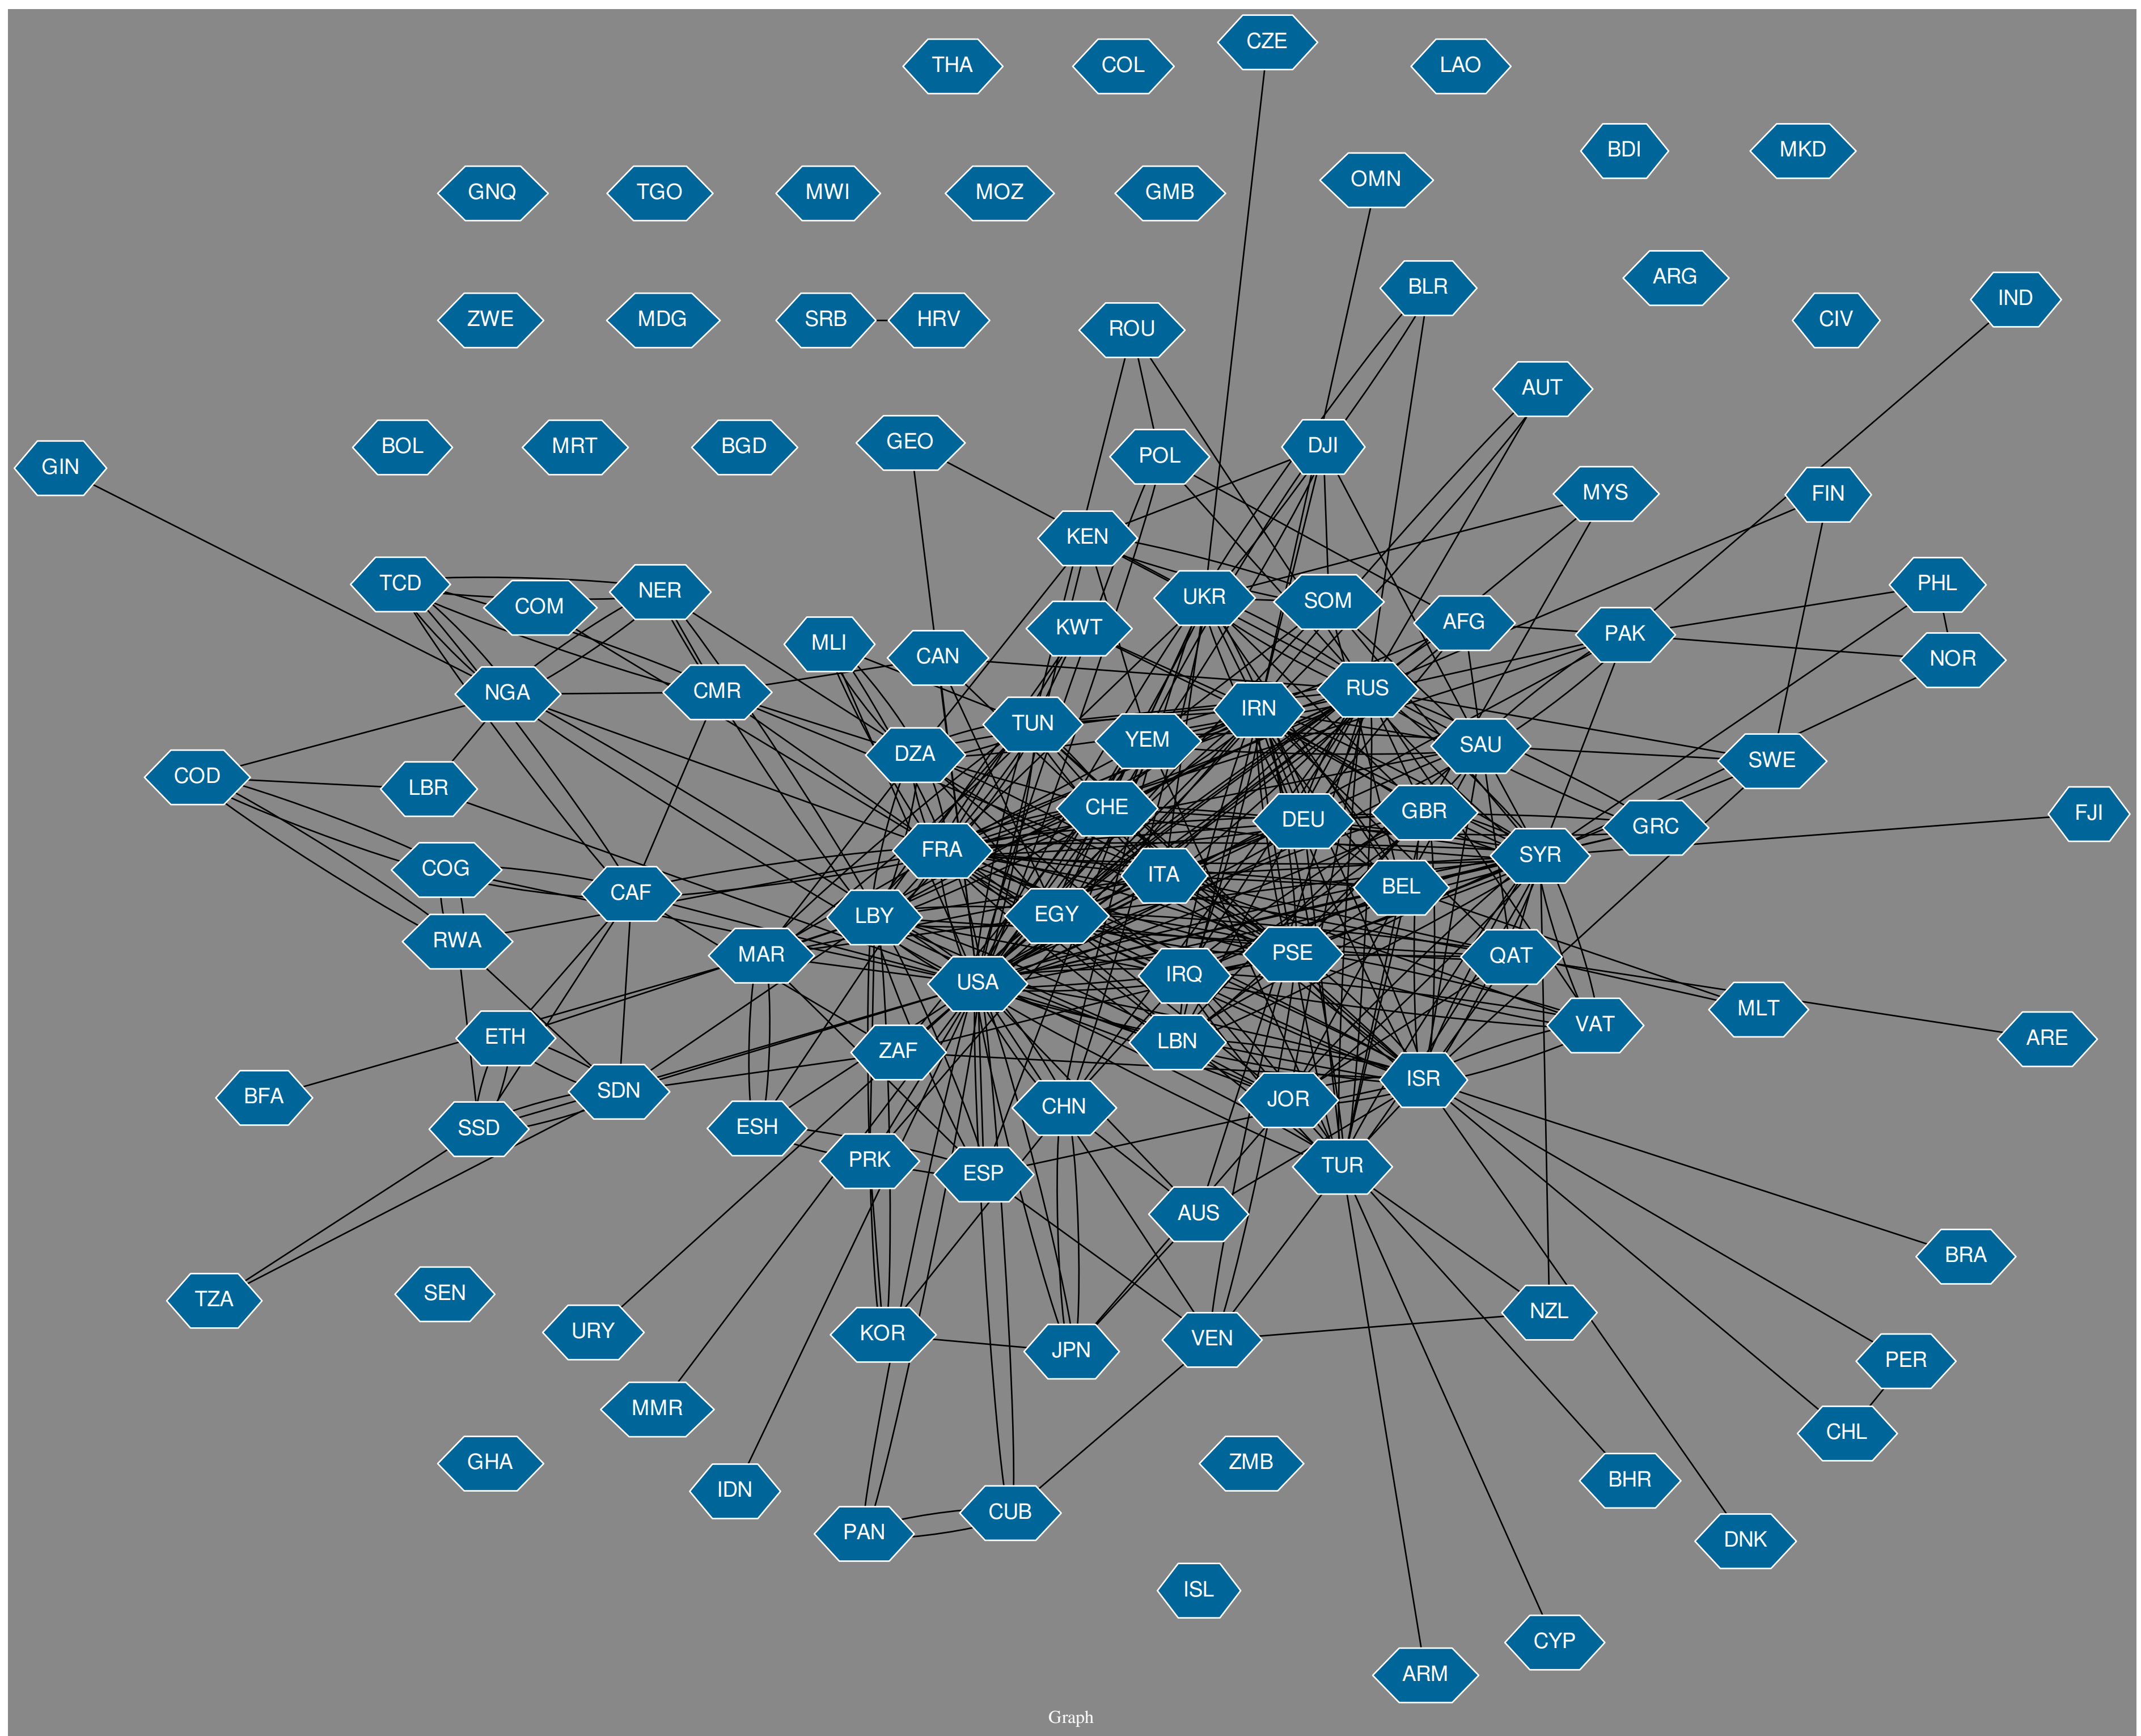 CZE
THA
COL
LAO
BDI
MKD
OMN
GNQ
TGO
MWI
MOZ
GMB
ARG
BLR
IND
ZWE
MDG
SRB
HRV
ROU
CIV
AUT
GIN
BOL
MRT
BGD
GEO
POL
DJI
MYS
FIN
KEN
TCD
COM
NER
UKR
SOM
AFG
PHL
MLI
CAN
KWT
PAK
NOR
NGA
CMR
TUN
IRN
RUS
COD
LBR
DZA
YEM
SAU
SWE
CHE
DEU
GBR
GRC
FJI
COG
CAF
FRA
ITA
BEL
SYR
RWA
MAR
LBY
EGY
PSE
QAT
USA
IRQ
ETH
ZAF
LBN
VAT
MLT
ARE
BFA
SDN
SSD
ESH
CHN
JOR
ISR
PRK
ESP
TUR
AUS
BRA
TZA
SEN
URY
KOR
JPN
VEN
NZL
PER
MMR
CHL
GHA
IDN
ZMB
BHR
PAN
CUB
DNK
ISL
CYP
ARM
Graph